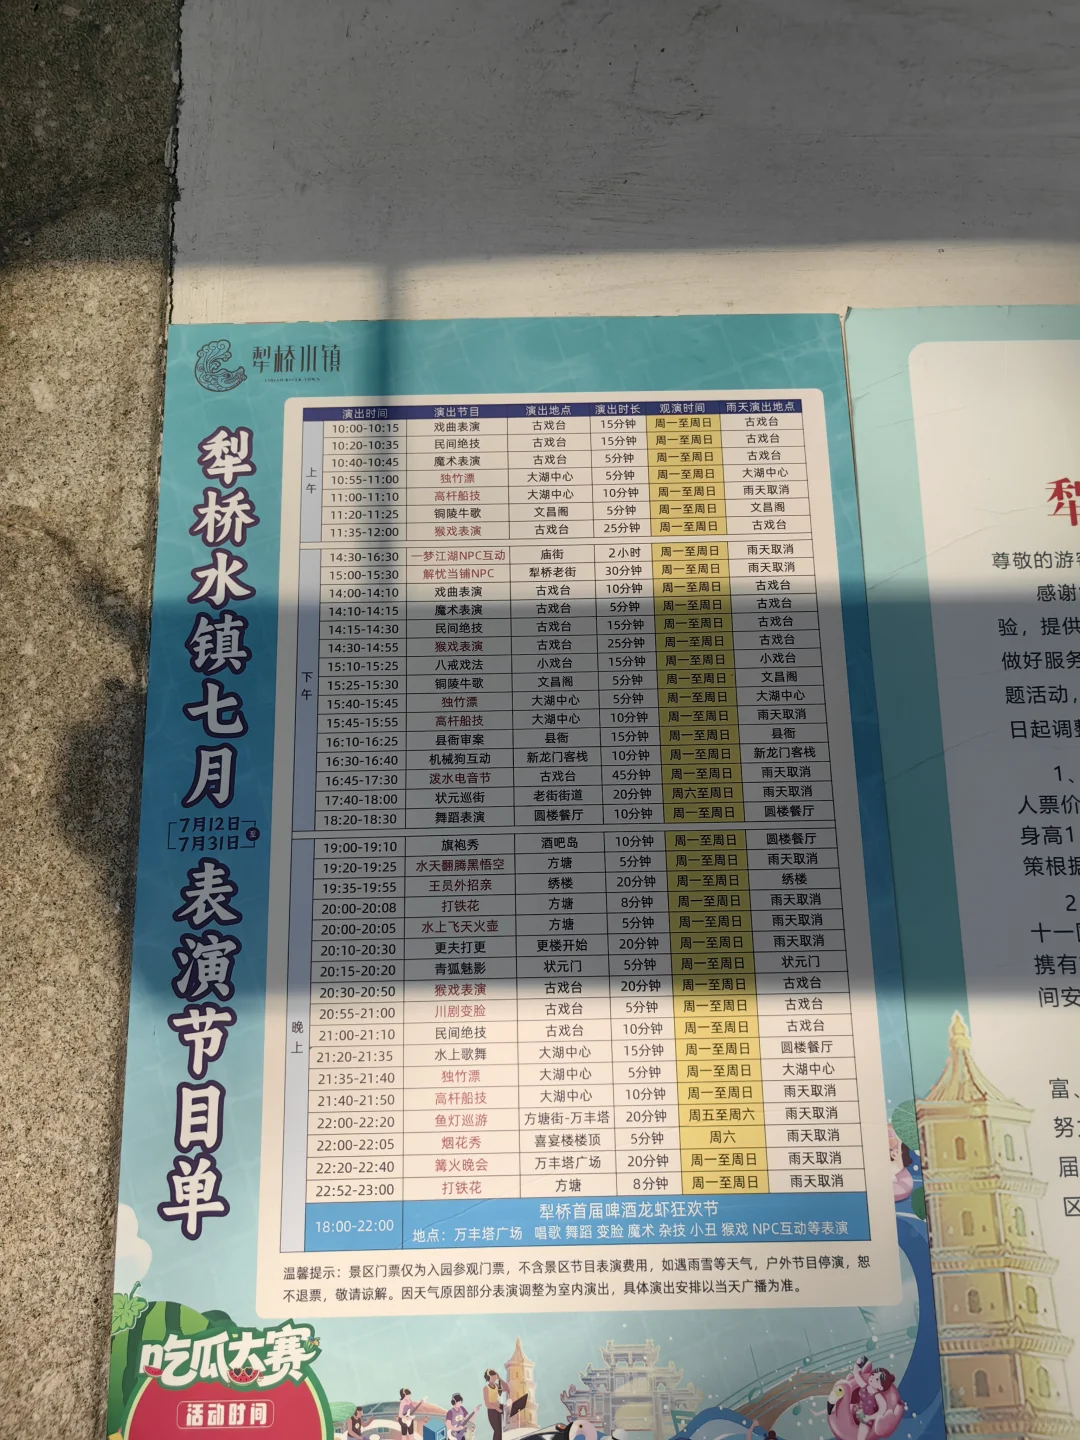 犁桥水镇
犁桥水镇七月
7月12日
至
7月31日
表演节目单
演出时间 演出节目 演出地点 演出时长 观演时间 雨天演出地点
上午
10:00-10:15 戏曲表演 古戏台 15分钟 周一至周日 古戏台
10:20-10:35 民间绝技 古戏台 15分钟 周一至周日 古戏台
10:40-10:45 魔术表演 古戏台 5分钟 周一至周日 古戏台
10:55-11:00 独竹漂 大湖中心 5分钟 周一至周日 大湖中心
11:00-11:10 高杆船技 大湖中心 10分钟 周一至周日 雨天取消
11:20-11:25 铜陵牛歌 文昌阁 5分钟 周一至周日 文昌阁
11:35-12:00 猴戏表演 古戏台 25分钟 周一至周日 古戏台
下午
14:30-16:30 一梦江湖NPC互动 庙街 2小时 周一至周日 雨天取消
15:00-15:30 解忧当铺NPC 犁桥老街 30分钟 周一至周日 雨天取消
14:00-14:10 戏曲表演 古戏台 10分钟 周一至周日 古戏台
14:10-14:15 魔术表演 古戏台 5分钟 周一至周日 古戏台
14:15-14:30 民间绝技 古戏台 15分钟 周一至周日 古戏台
14:30-14:55 猴戏表演 古戏台 25分钟 周一至周日 古戏台
15:10-15:25 八戒戏法 小戏台 15分钟 周一至周日 小戏台
15:25-15:30 铜陵牛歌 文昌阁 5分钟 周一至周日 文昌阁
15:40-15:45 独竹漂 大湖中心 5分钟 周一至周日 大湖中心
15:45-15:55 高杆船技 大湖中心 10分钟 周一至周日 雨天取消
16:10-16:25 县衙审案 县衙 15分钟 周一至周日 县衙
16:30-16:40 机械狗互动 新龙门客栈 10分钟 周一至周日 新龙门客栈
16:45-17:30 泼水电音节 古戏台 45分钟 周一至周日 雨天取消
17:40-18:00 状元巡街 老街街道 20分钟 周六至周日 雨天取消
18:20-18:30 舞蹈表演 圆楼餐厅 10分钟 周一至周日 圆楼餐厅
晚上
19:00-19:10 旗袍秀 酒吧岛 10分钟 周一至周日 圆楼餐厅
19:20-19:25 水天翻腾黑悟空 方塘 5分钟 周一至周日 雨天取消
19:35-19:55 王员外招亲 绣楼 20分钟 周一至周日 绣楼
20:00-20:08 打铁花 方塘 8分钟 周一至周日 雨天取消
20:00-20:05 水上飞天火壶 方塘 5分钟 周一至周日 雨天取消
20:10-20:30 更夫打更 更楼开始 20分钟 周一至周日 雨天取消
20:15-20:20 青狐魅影 状元门 5分钟 周一至周日 状元门
20:30-20:50 猴戏表演 古戏台 20分钟 周一至周日 古戏台
20:55-21:00 川剧变脸 古戏台 5分钟 周一至周日 古戏台
21:00-21:10 民间绝技 古戏台 10分钟 周一至周日 古戏台
21:20-21:35 水上歌舞 大湖中心 15分钟 周一至周日 圆楼餐厅
21:35-21:40 独竹漂 大湖中心 5分钟 周一至周日 大湖中心
21:40-21:50 高杆船技 大湖中心 10分钟 周一至周日 雨天取消
22:00-22:20 鱼灯巡游 方塘街-万丰塔 20分钟 周五至周六 雨天取消
22:00-22:05 烟花秀 喜宴楼楼顶 5分钟 周六 雨天取消
22:20-22:40 篝火晚会 万丰塔广场 20分钟 周一至周日 雨天取消
22:52-23:00 打铁花 方塘 8分钟 周一至周日 雨天取消
18:00-22:00 犁桥首届啤酒龙虾狂欢节
地点：万丰塔广场 唱歌 舞蹈 变脸 魔术 杂技 小丑 猴戏 NPC互动等表演
温馨提示：景区门票仅为入园参观门票，不含景区节目表演费用，如遇雨雪等天气，户外节目停演，恕
不退票，敬请谅解。因天气原因部分表演调整为室内演出，具体演出安排以当天广播为准。
吃瓜大赛
活动时间
犁
尊敬的游客
感谢
验，提供
做好服务
题活动，
日起调整
1、
人票价
身高1
策根据
2
十一
携有
间安
富、
努力
届
区